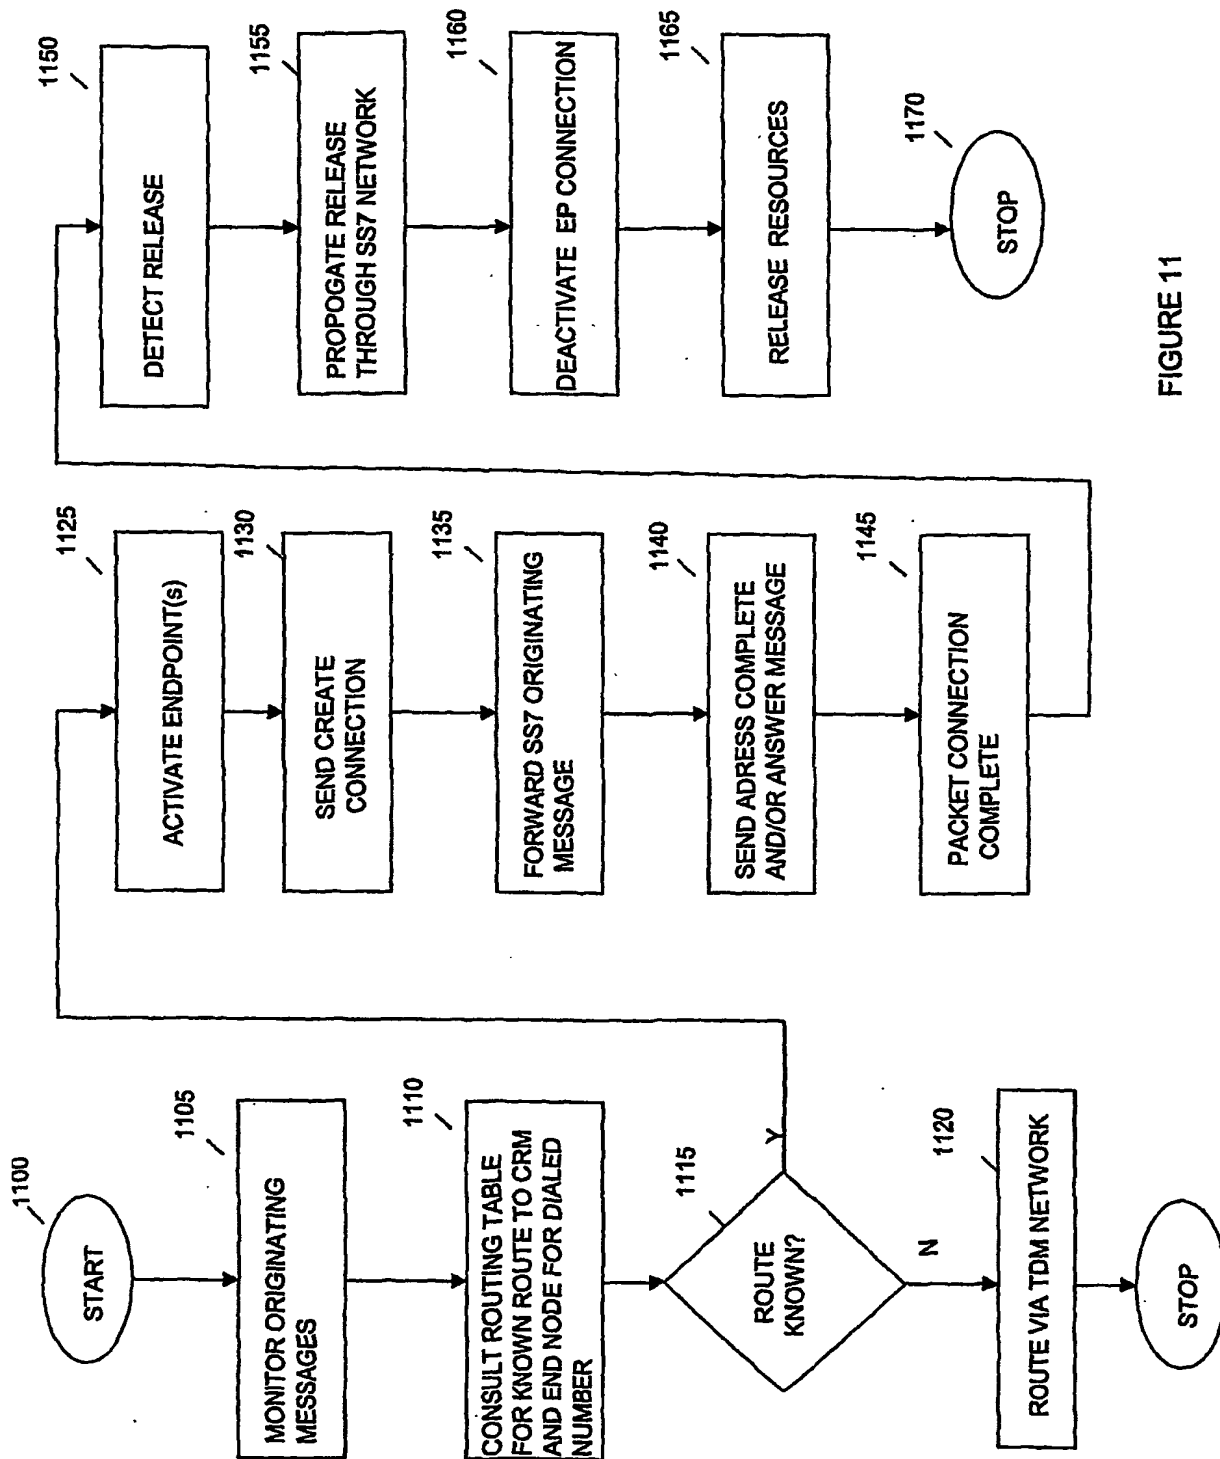 1100
START
1105
MONITOR ORIGINATING
MESSAGES
1110
CONSULT ROUTING TABLE
FOR KNOWN ROUTE TO CRM
AND END NODE FOR DIALED
NUMBER
1115
ROUTE
KNOWN?
Y
N
1120
ROUTE VIA TDM NETWORK
STOP
1125
ACTIVATE ENDPOINT(s)
1130
SEND CREATE
CONNECTION
1135
FORWARD SS7 ORIGINATING
MESSAGE
1140
SEND ADRESS COMPLETE
AND/OR ANSWER MESSAGE
1145
PACKET CONNECTION
COMPLETE
1150
DETECT RELEASE
1155
PROPOGATE RELEASE
THROUGH SS7 NETWORK
1160
DEACTIVATE EP CONNECTION
1165
RELEASE RESOURCES
1170
STOP
FIGURE 11